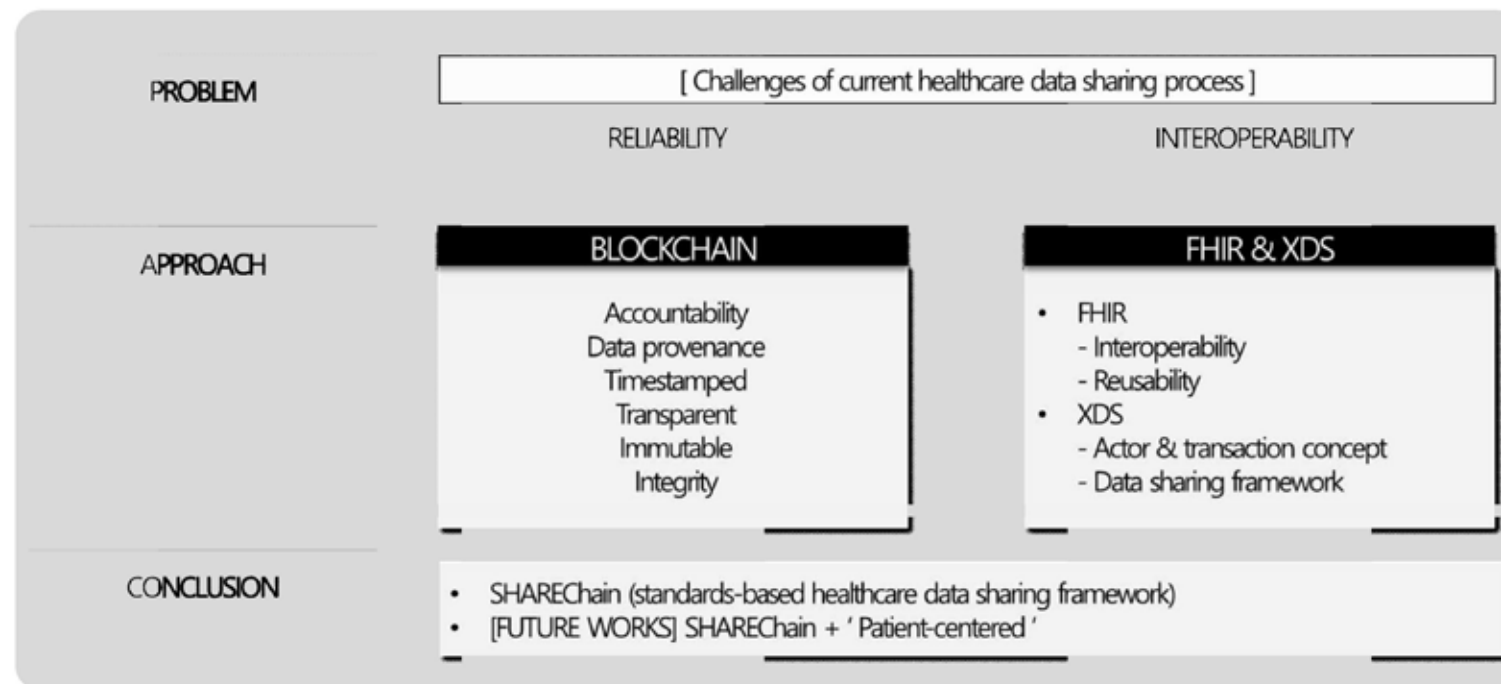 PROBLEM
[ Challenges of current healthcare data sharing process ]
RELIABILITY
INTEROPERABILITY
APPROACH
BLOCKCHAIN
Accountability
Data provenance
Timestamped
Transparent
Immutable
Integrity
FHIR & XDS
• FHIR
- Interoperability
- Reusability
• XDS
- Actor & transaction concept
- Data sharing framework
CONCLUSION
• SHAREChain (standards-based healthcare data sharing framework)
• [FUTURE WORKS] SHAREChain + ‘ Patient-centered ‘